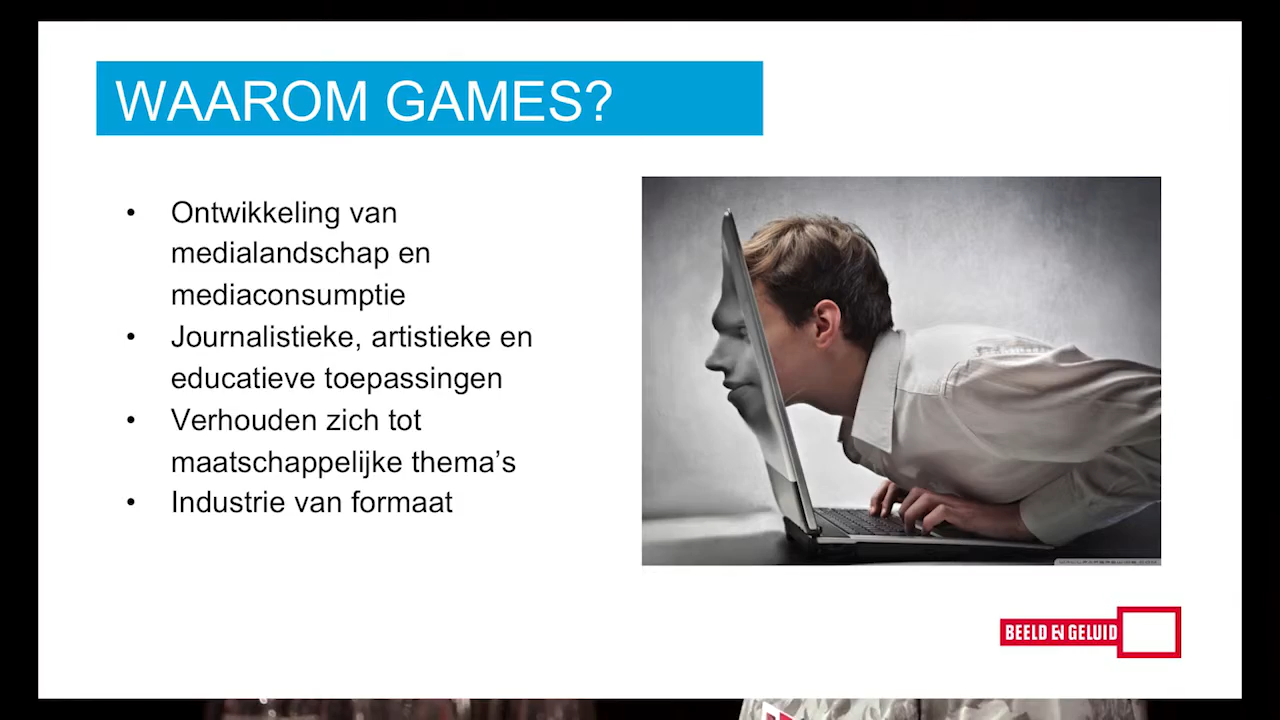 WAAROM GAMES?
• Ontwikkeling van
medialandschap en
mediaconsumptie
• Journalistieke, artistieke en
educatieve toepassingen
• Verhouden zich tot
maatschappelijke thema’s
• Industrie van formaat
BEELD EN GELUID